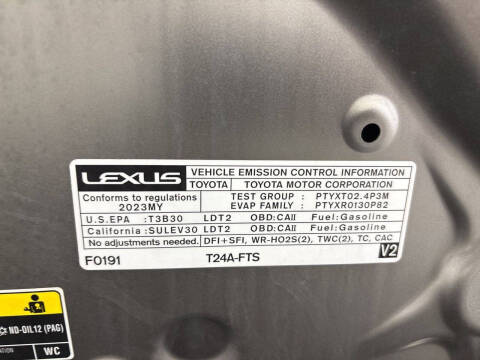 LEXUS VEHICLE EMISSION CONTROL INFORMATION
TOYOTA TOYOTA MOTOR CORPORATION
Conforms to regulations
2023MY
TEST GROUP : PTYXT02.4P3M
EVAP FAMILY : PTYXR0130P82
U.S.EPA :T3B30 LDT2 OBD:CAII Fuel:Gasoline
California:SULEV30 LDT2 OBD:CAII Fuel:Gasoline
No adjustments needed. DFI+SFI, WR-HO2S(2), TWC(2), TC, CAC.
F0191 T24A-FTS V2
ND-OIL12 (PAG)
WC